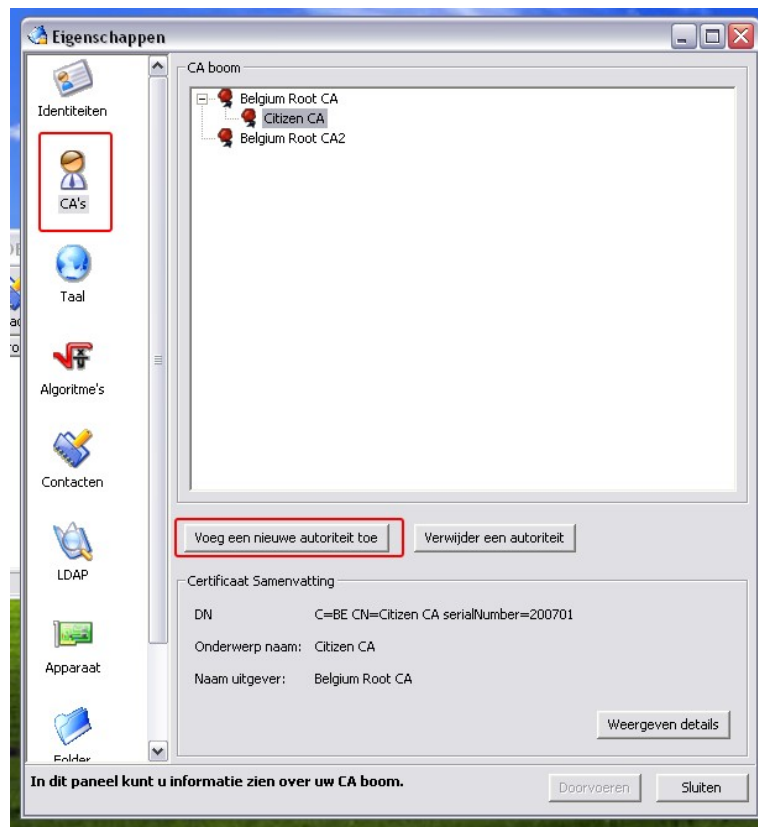 Eigenschappen
Identiteiten
CA's
Taal
Algoritme's
Contacten
LDAP
Apparaat
Folder
CA boom
Belgium Root CA
Citizen CA
Belgium Root CA2
Voeg een nieuwe autoriteit toe
Verwijder een autoriteit
Certificaat Samenvatting
DN C=BE CN=Citizen CA serialNumber=200701
Onderwerp naam: Citizen CA
Naam uitgever: Belgium Root CA
Weergeven details
In dit paneel kunt u informatie zien over uw CA boom.
Doorvoeren
Sluiten